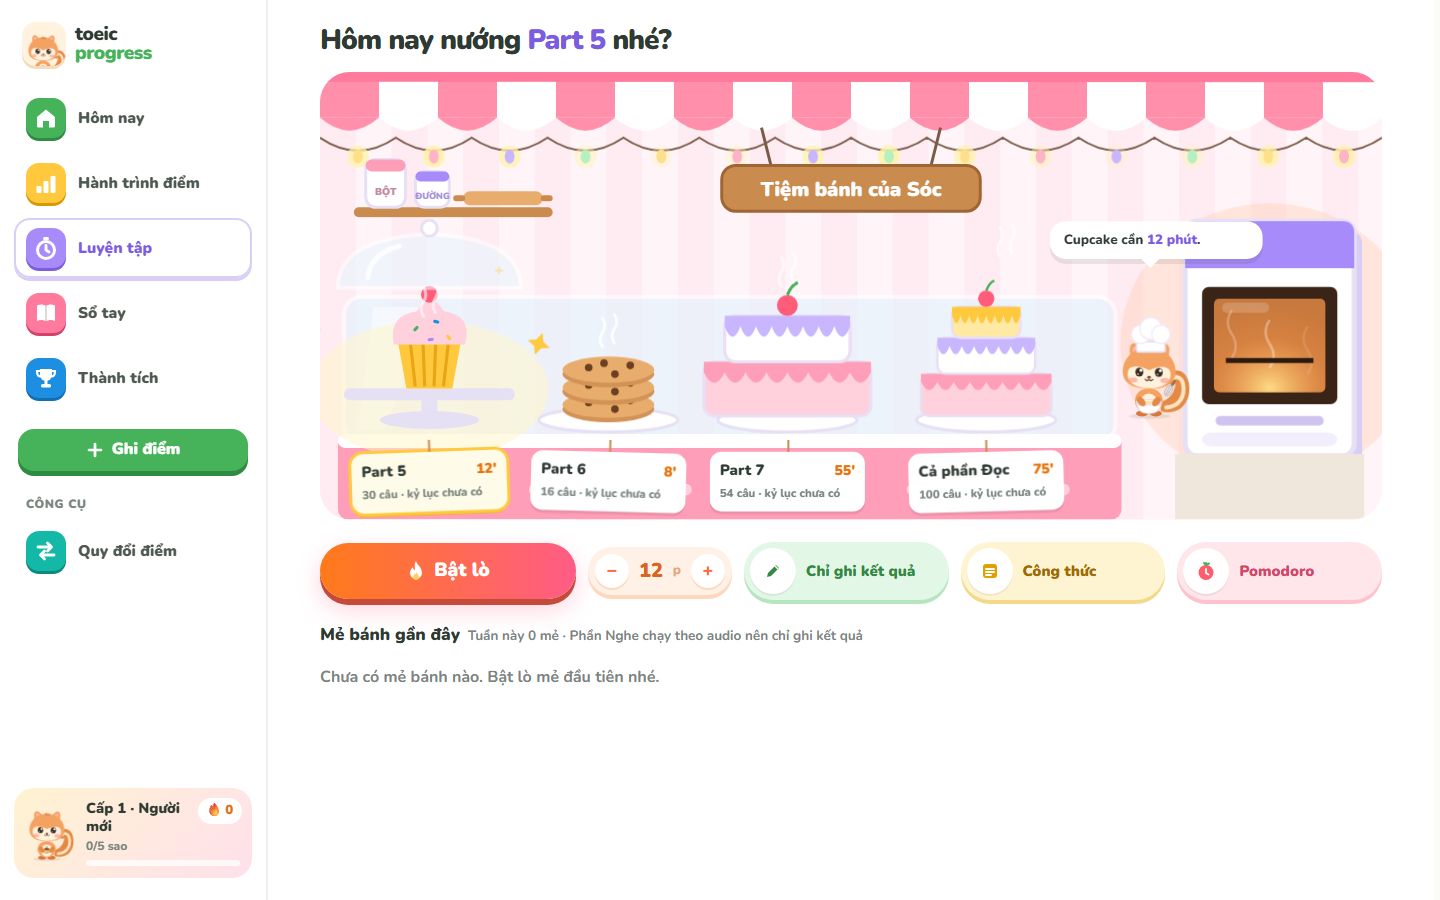 toeic
progress
Hôm nay
Hành trình điểm
Luyện tập
Sổ tay
Thành tích
+ Ghi điểm
CÔNG CỤ
Quy đổi điểm
Cấp 1 · Người
mới
0
0/5 sao
Hôm nay nướng Part 5 nhé?
BỘT
ĐƯỜNG
Tiệm bánh của Sóc
Cupcake cần 12 phút.
Part 5 12'
30 câu · kỷ lục chưa có
Part 6 8'
16 câu · kỷ lục chưa có
Part 7 55'
54 câu · kỷ lục chưa có
Cả phần Đọc 75'
100 câu · kỷ lục chưa có
Bật lò
− 12 p +
Chỉ ghi kết quả
Công thức
Pomodoro
Mẻ bánh gần đây Tuần này 0 mẻ · Phần Nghe chạy theo audio nên chỉ ghi kết quả
Chưa có mẻ bánh nào. Bật lò mẻ đầu tiên nhé.